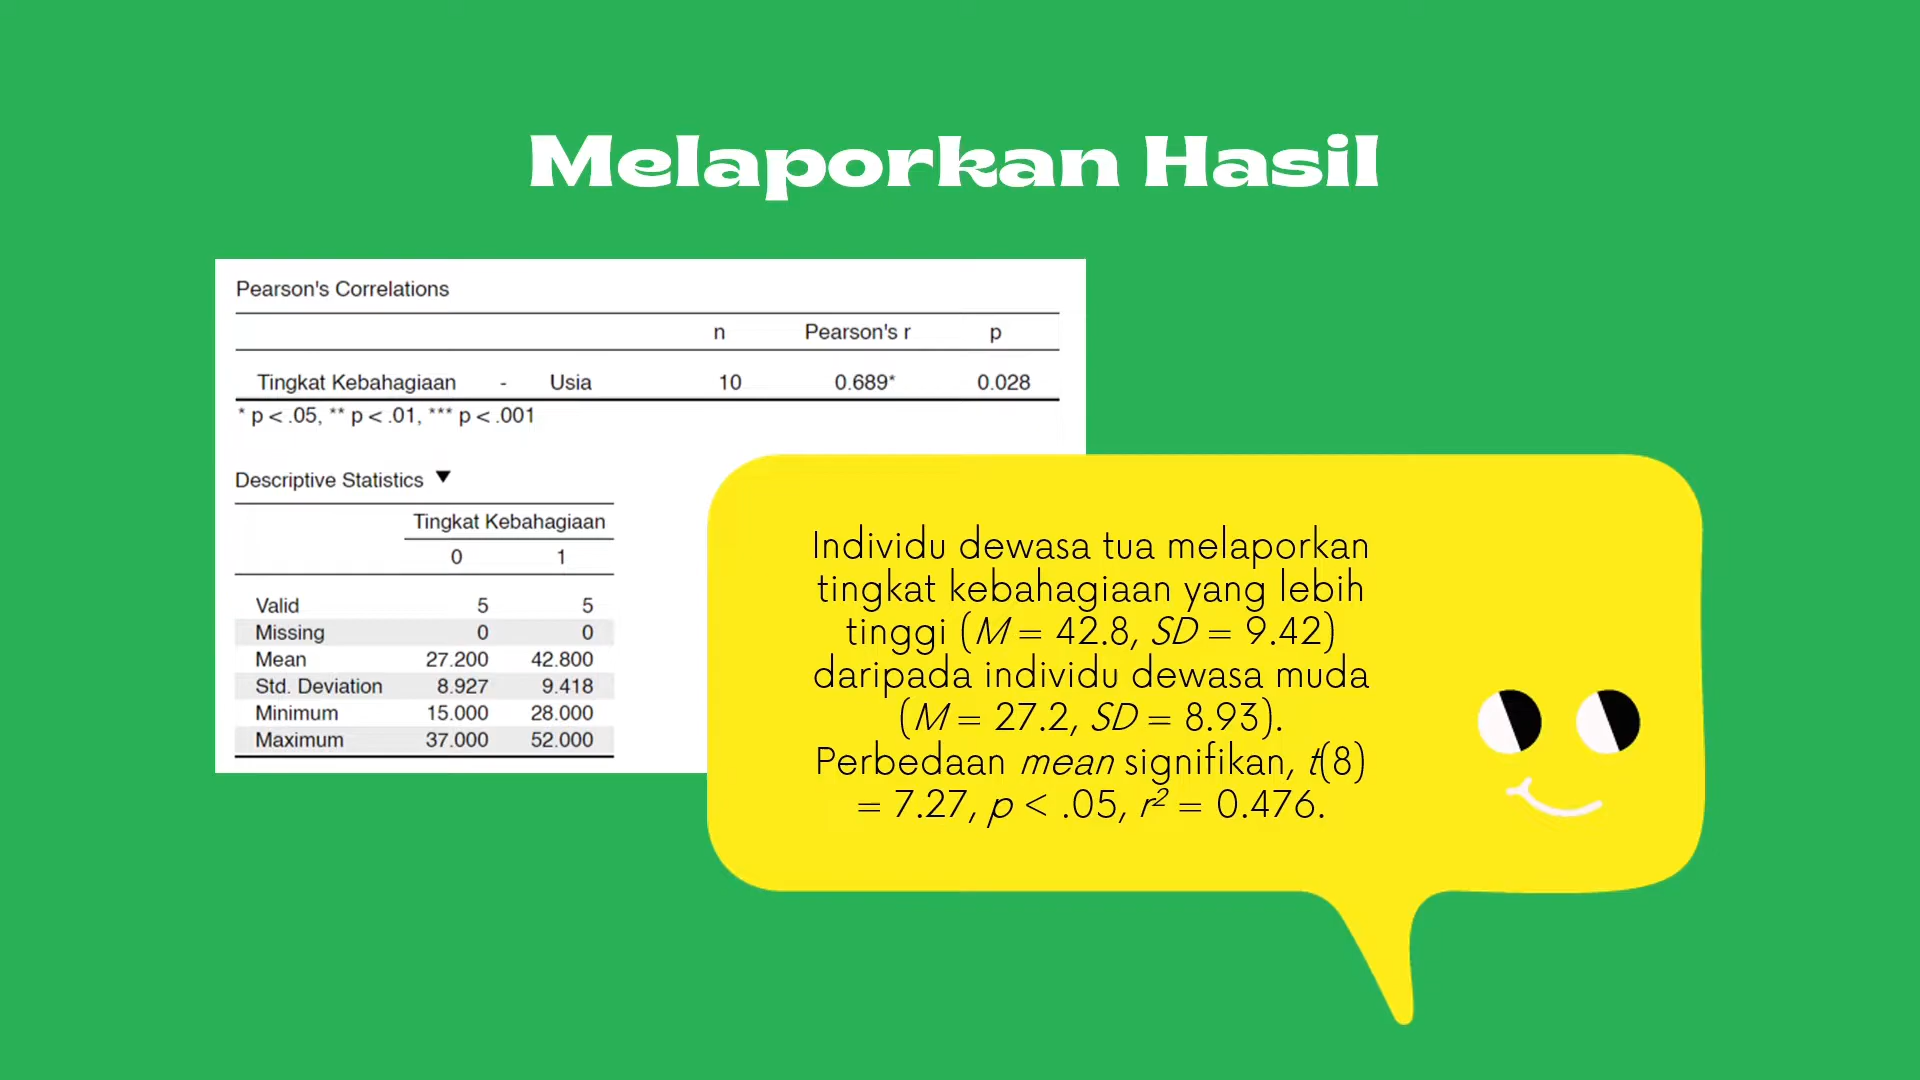 Melaporkan Hasil
Pearson's Correlations
n Pearson's r p
Tingkat Kebahagiaan - Usia 10 0.689* 0.028
* p < .05, ** p < .01, *** p < .001
Descriptive Statistics ▼
Tingkat Kebahagiaan
0 1
Valid 5 5
Missing 0 0
Mean 27.200 42.800
Std. Deviation 8.927 9.418
Minimum 15.000 28.000
Maximum 37.000 52.000
Individu dewasa tua melaporkan
tingkat kebahagiaan yang lebih
tinggi (M = 42.8, SD = 9.42)
daripada individu dewasa muda
(M = 27.2, SD = 8.93).
Perbedaan mean signifikan, t(8)
= 7.27, p < .05, r² = 0.476.